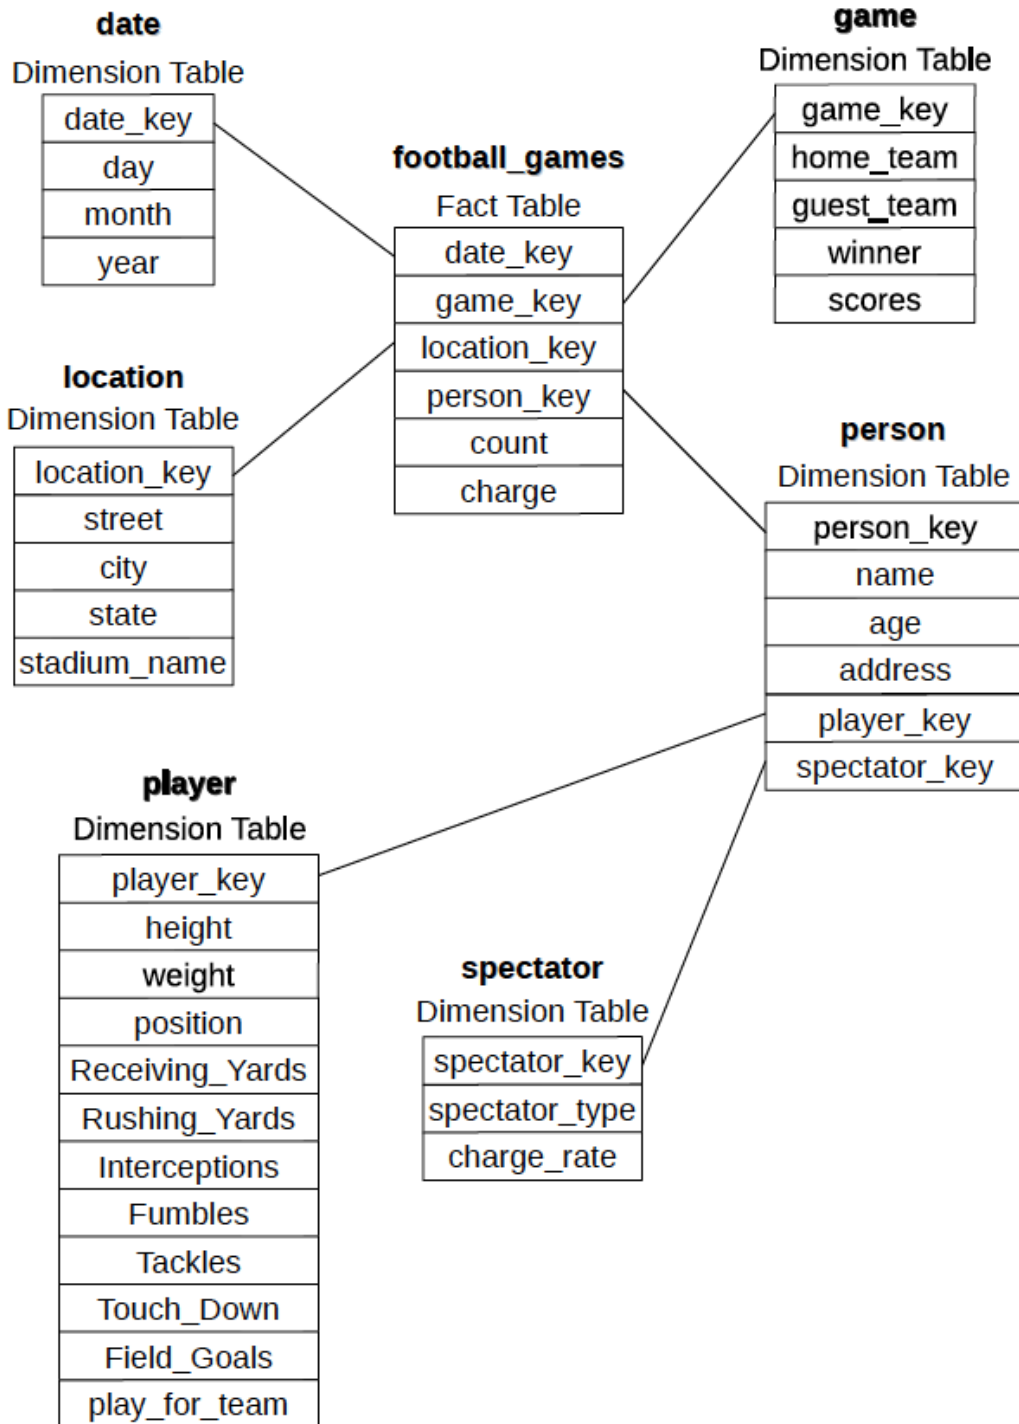 date
Dimension Table
date_key
day
month
year
game
Dimension Table
game_key
home_team
guest_team
winner
scores
football_games
Fact Table
date_key
game_key
location_key
person_key
count
charge
location
Dimension Table
location_key
street
city
state
stadium_name
person
Dimension Table
person_key
name
age
address
player_key
spectator_key
player
Dimension Table
player_key
height
weight
position
Receiving_Yards
Rushing_Yards
Interceptions
Fumbles
Tackles
Touch_Down
Field_Goals
play_for_team
spectator
Dimension Table
spectator_key
spectator_type
charge_rate